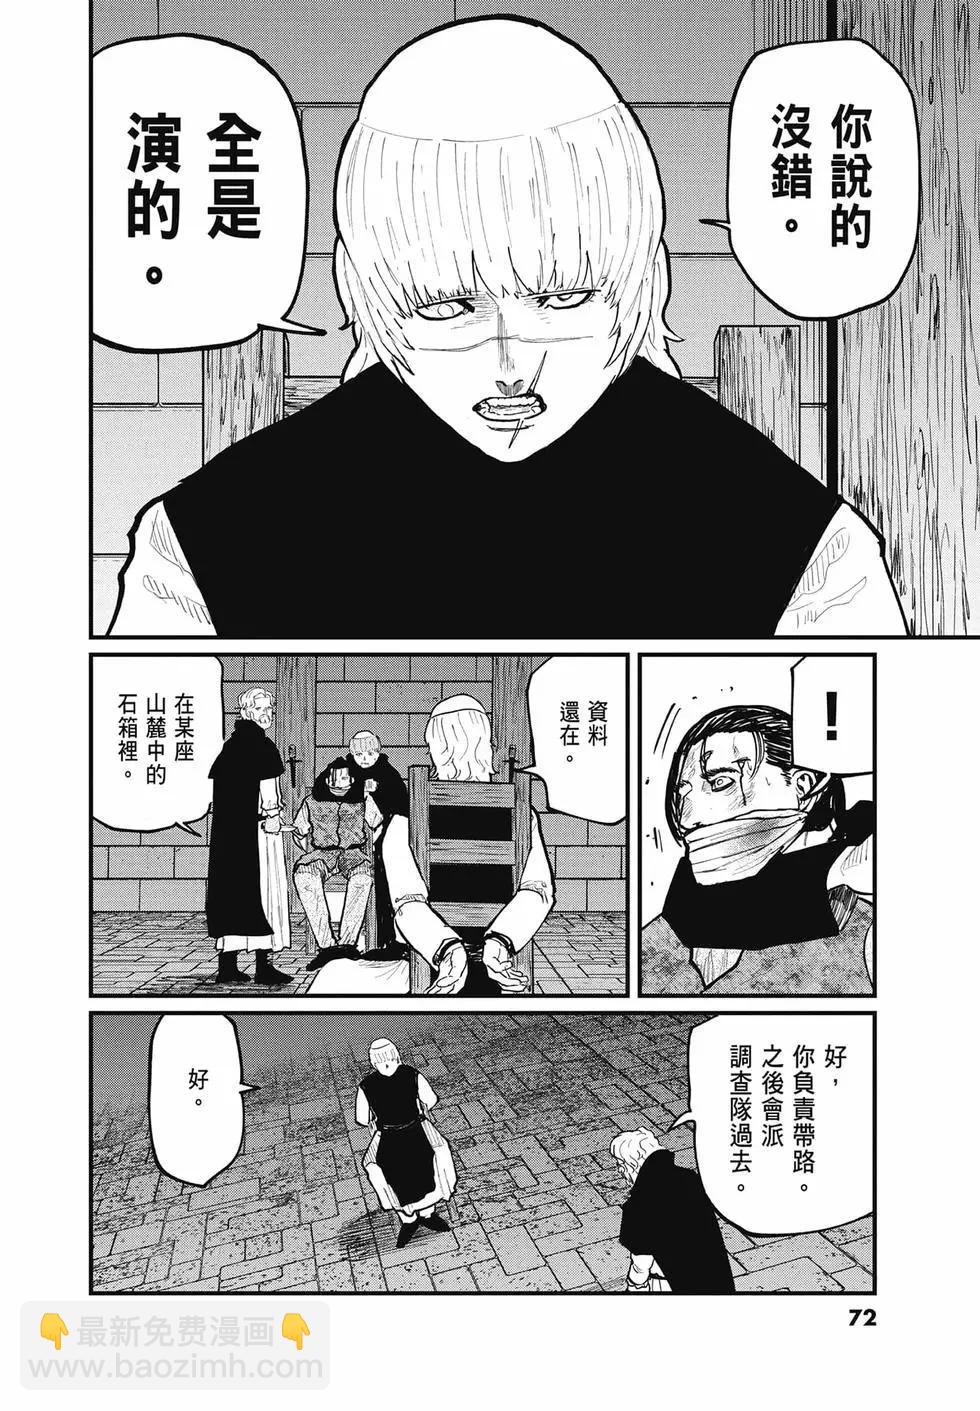 你說的
沒錯。
全是
演的。
！
資料
還在。
在某座
山麓中的
石箱裡。
好，
你負責帶路。
之後會派
調查隊過去。
好。
72
👇最新免费漫画👇
www.baozimh.com